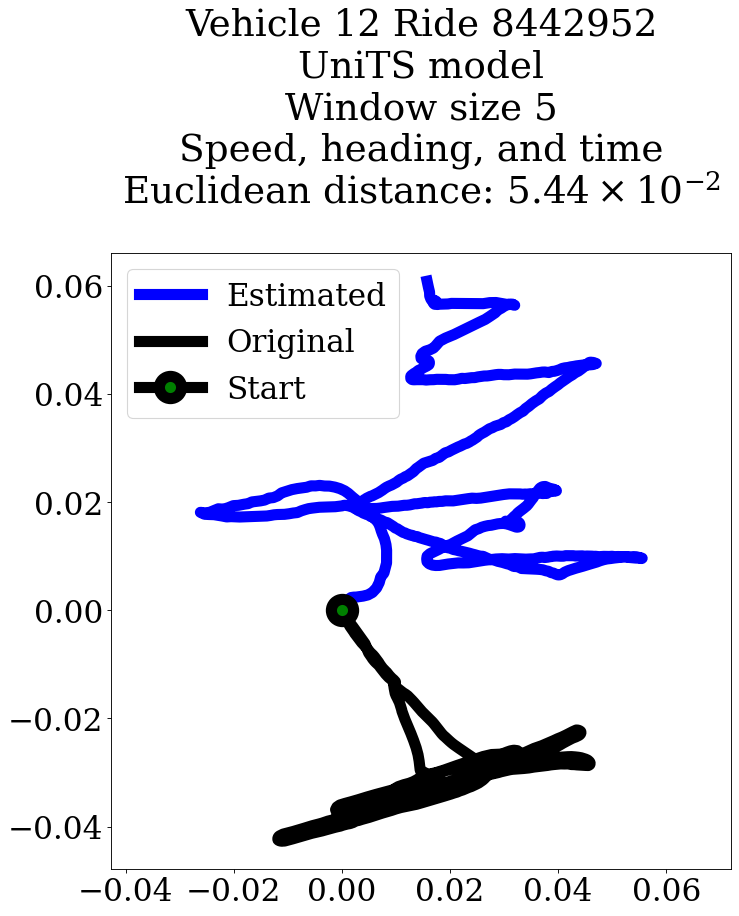 Vehicle 12 Ride 8442952
UniTS model
Window size 5
Speed, heading, and time
Euclidean distance: 5.44 × 10⁻²
Estimated
Original
Start
0.06
0.04
0.02
0.00
−0.02
−0.04
−0.04 −0.02 0.00 0.02 0.04 0.06